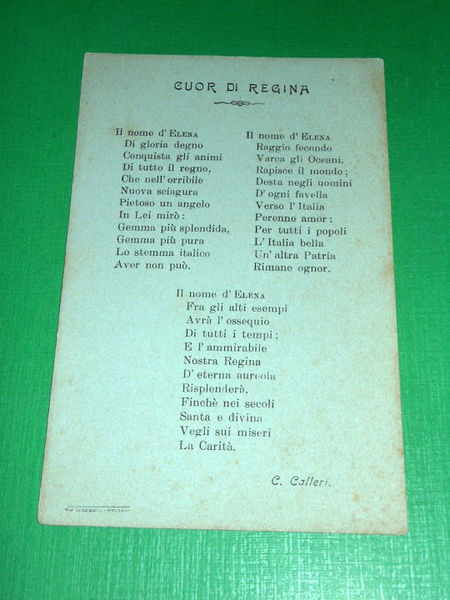 CUOR DI REGINA
Il nome d' ELENA
Di gloria degno
Conquista gli animi
Di tutto il regno,
Che nell' orribile
Nuova sciagura
Pietoso un angelo
In Lei mirò:
Gemma più splendida,
Gemma più pura
Lo stemma italico
Aver non può.
Il nome d' ELENA
Raggio fecondo
Varca gli Oceani.
Rapisce il mondo;
Desta negli uomini
D' ogni favella
Verso l' Italia
Perenne amor:
Per tutti i popoli
L' Italia bella
Un' altra Patria
Rimane ognor.
Il nome d' ELENA
Fra gli alti esempi
Avrà l' ossequio
Di tutti i tempi;
E l' ammirabile
Nostra Regina
D' eterna aureola
Risplenderà,
Finchè nei secoli
Santa e divina
Vegli sui miseri
La Carità.
C. Calleri.